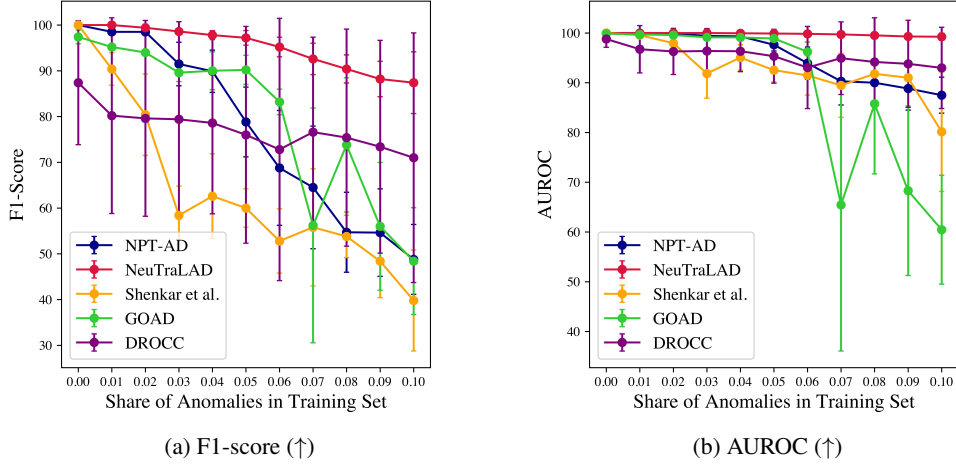 100
90
80
70
60
50
40
30
F1-Score
NPT-AD
NeuTraLAD
Shenkar et al.
GOAD
DROCC
0.00 0.01 0.02 0.03 0.04 0.05 0.06 0.07 0.08 0.09 0.10
Share of Anomalies in Training Set
(a) F1-score (↑)
100
90
80
70
60
50
40
AUROC
NPT-AD
NeuTraLAD
Shenkar et al.
GOAD
DROCC
0.00 0.01 0.02 0.03 0.04 0.05 0.06 0.07 0.08 0.09 0.10
Share of Anomalies in Training Set
(b) AUROC (↑)